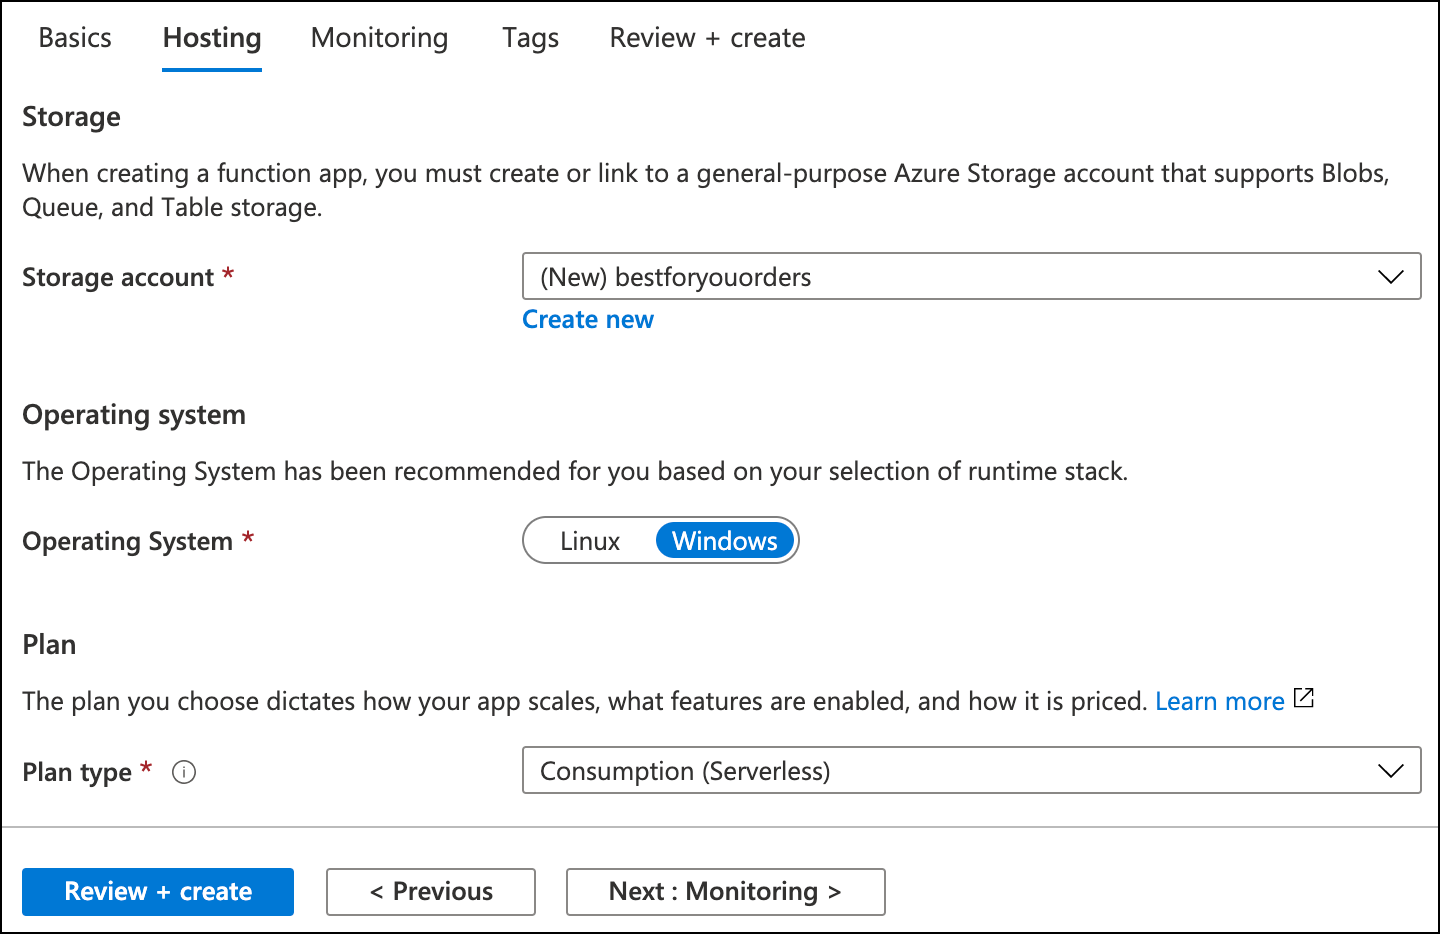 Basics Hosting Monitoring Tags Review + create
Storage
When creating a function app, you must create or link to a general-purpose Azure Storage account that supports Blobs,
Queue, and Table storage.
Storage account * (New) bestforyouorders
Create new
Operating system
The Operating System has been recommended for you based on your selection of runtime stack.
Operating System * Linux Windows
Plan
The plan you choose dictates how your app scales, what features are enabled, and how it is priced. Learn more
Plan type * Consumption (Serverless)
Review + create < Previous Next : Monitoring >